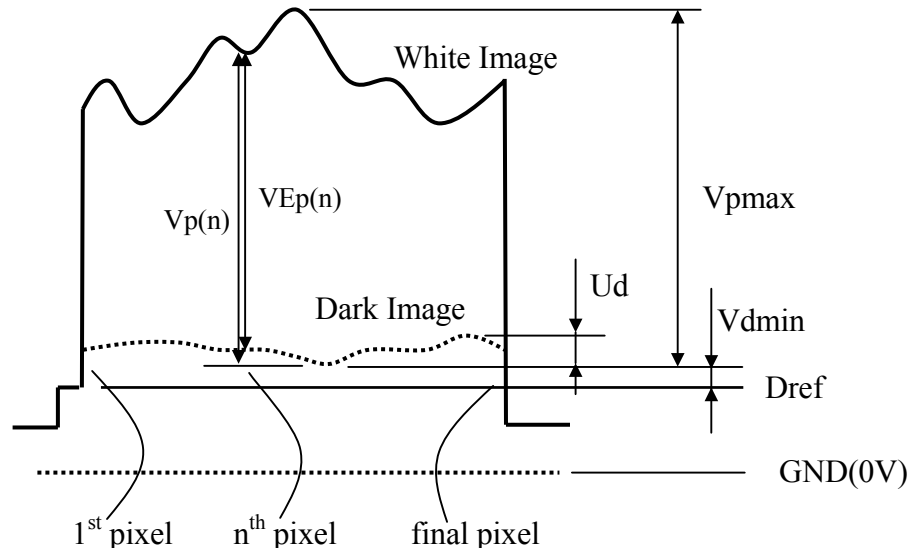 White Image
VEp(n)
Vp(n)
Vpmax
Ud
Dark Image
Vdmin
Dref
GND(0V)
1st pixel
nth pixel
final pixel